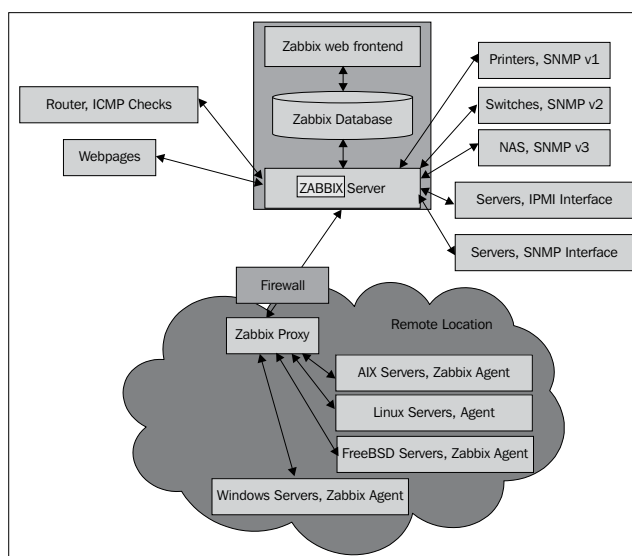 Zabbix web frontend
Printers, SNMP v1
Router, ICMP Checks
Zabbix Database
Switches, SNMP v2
Webpages
NAS, SNMP v3
ZABBIX Server
Servers, IPMI Interface
Servers, SNMP Interface
Firewall
Zabbix Proxy
Remote Location
AIX Servers, Zabbix Agent
Linux Servers, Agent
FreeBSD Servers, Zabbix Agent
Windows Servers, Zabbix Agent